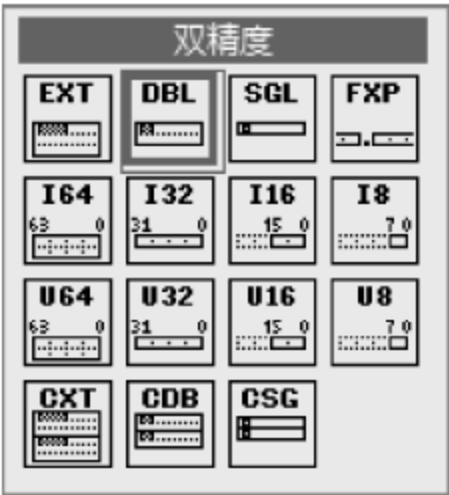 双精度
EXT DBL SGL FXP
I64 I32 I16 I8
63 0 31 0 15 0 7 0
U64 U32 U16 U8
63 0 31 0 15 0 7 0
CXT CDB CSG